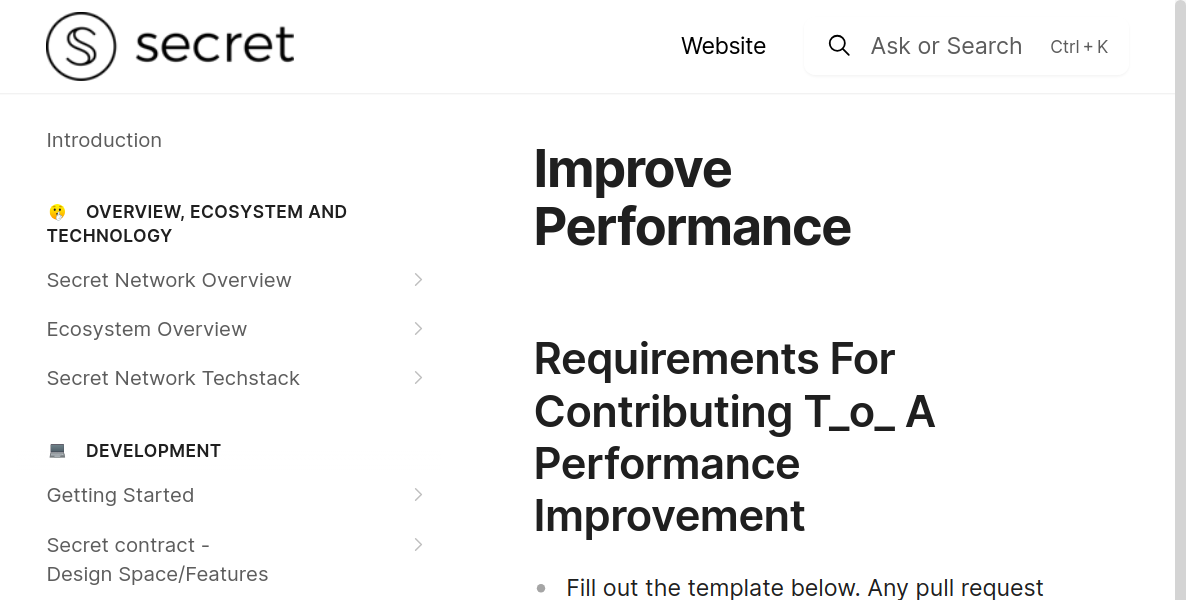 secret
Website
Ask or Search
Ctrl + K
Introduction
OVERVIEW, ECOSYSTEM AND
TECHNOLOGY
Secret Network Overview
Ecosystem Overview
Secret Network Techstack
DEVELOPMENT
Getting Started
Secret contract -
Design Space/Features
Improve
Performance
Requirements For
Contributing T_o_ A
Performance
Improvement
Fill out the template below. Any pull request